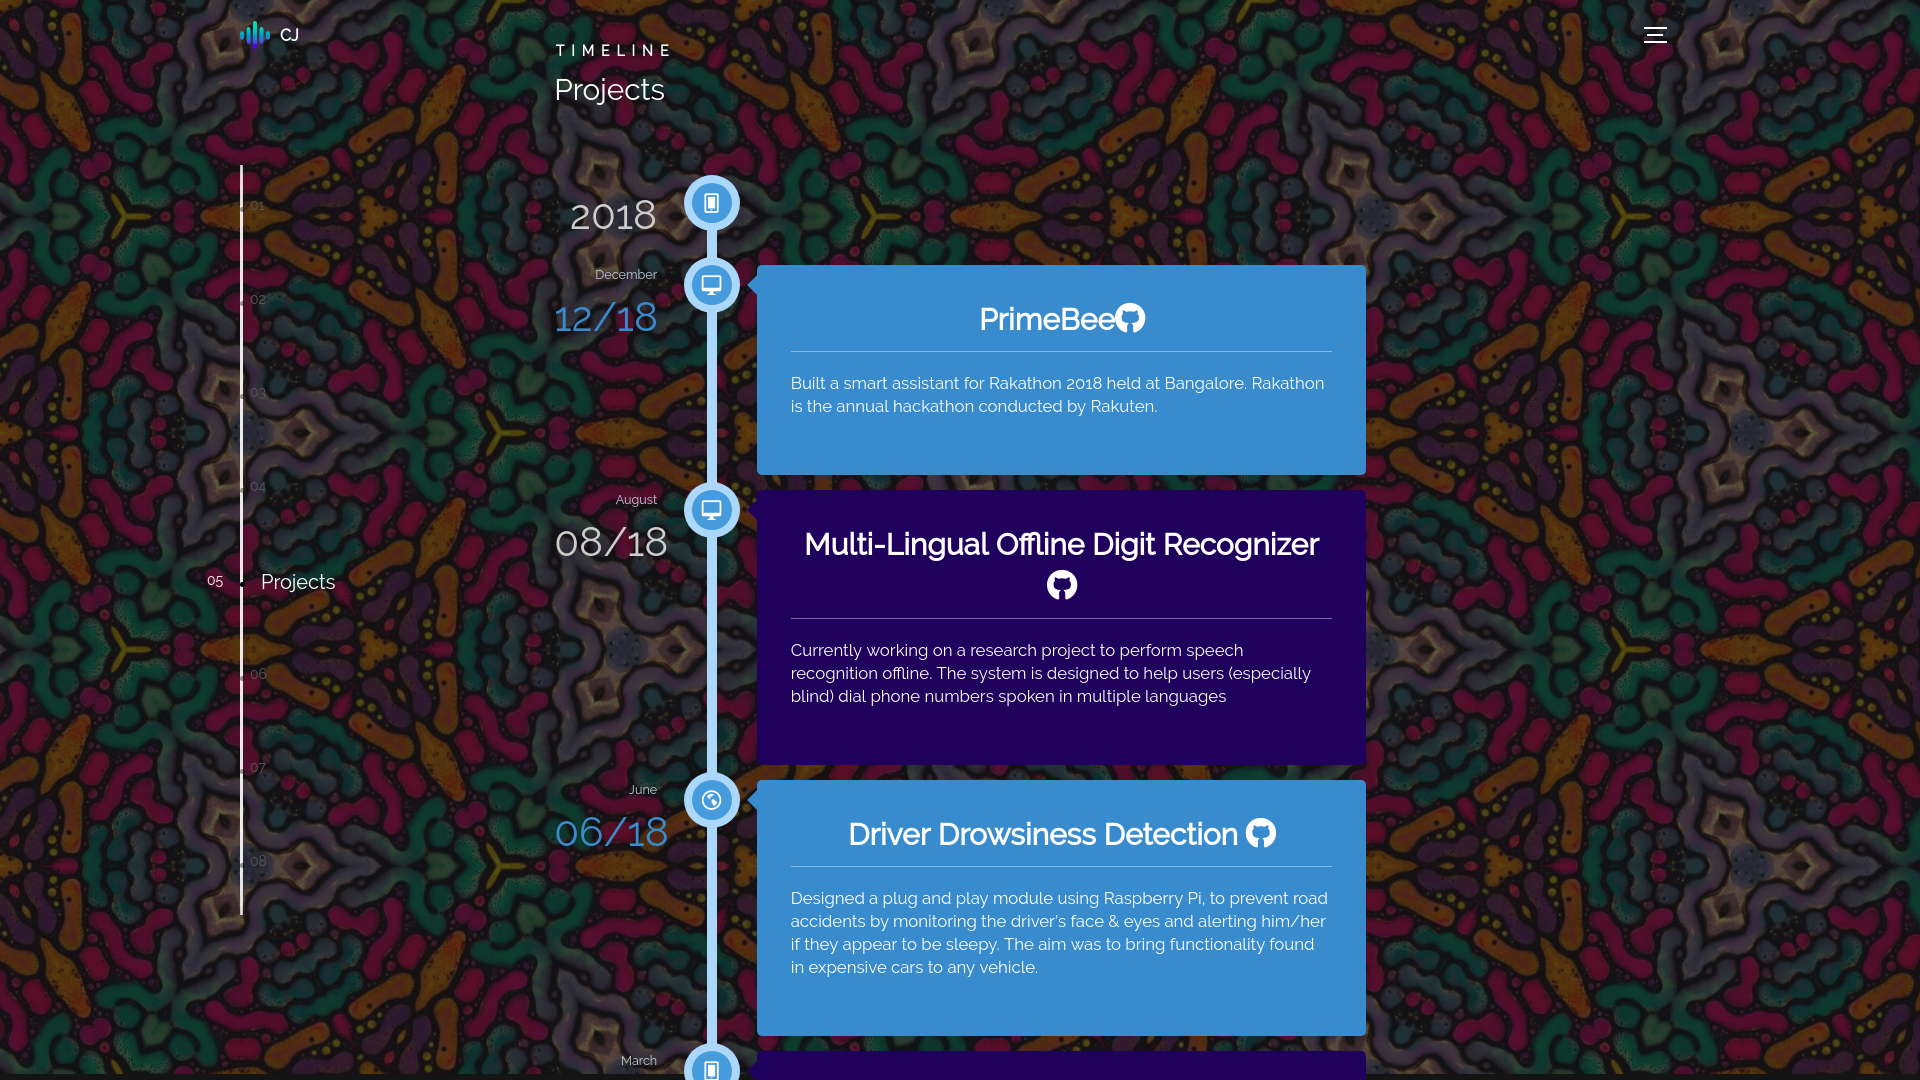 CJ
TIMELINE
Projects
01
02
03
04
05 Projects
06
07
08
2018
December
12/18
PrimeBee
Built a smart assistant for Rakathon 2018 held at Bangalore. Rakathon
is the annual hackathon conducted by Rakuten.
August
08/18
Multi-Lingual Offline Digit Recognizer
Currently working on a research project to perform speech
recognition offline. The system is designed to help users (especially
blind) dial phone numbers spoken in multiple languages
June
06/18
Driver Drowsiness Detection
Designed a plug and play module using Raspberry Pi, to prevent road
accidents by monitoring the driver's face & eyes and alerting him/her
if they appear to be sleepy. The aim was to bring functionality found
in expensive cars to any vehicle.
March